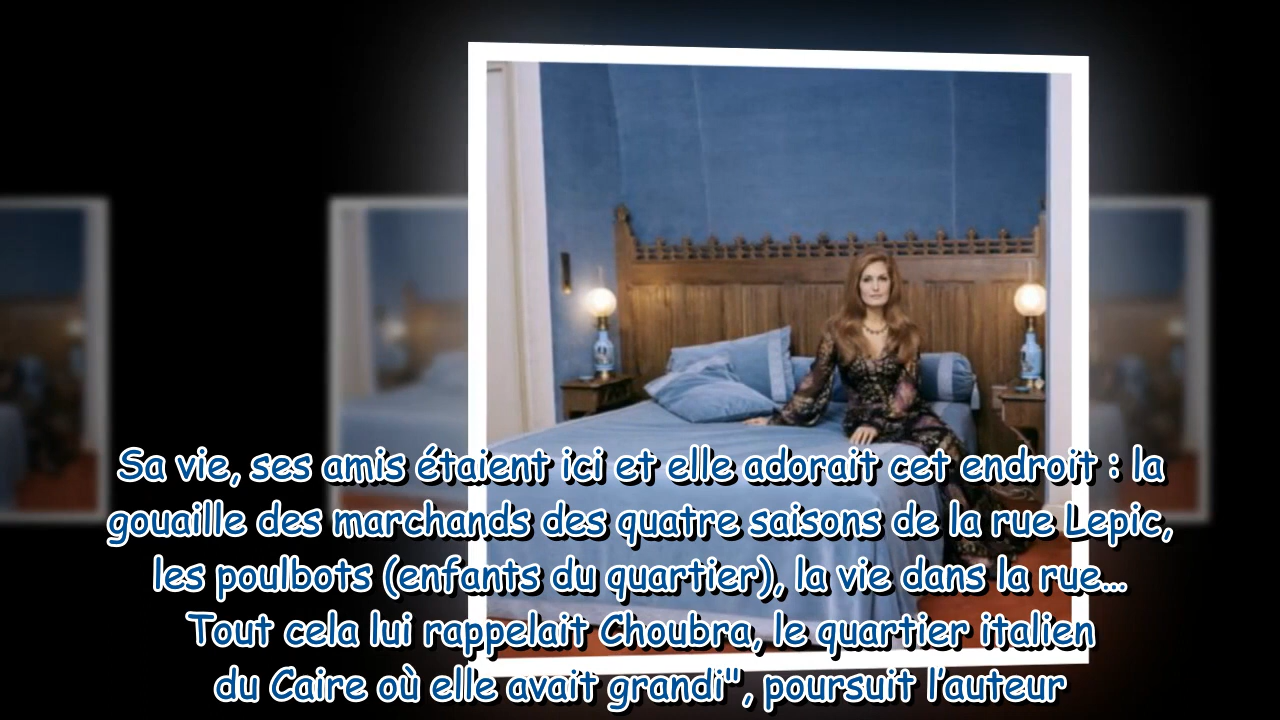 Sa vie, ses amis étaient ici et elle adorait cet endroit : la
gouaille des marchands des quatre saisons de la rue Lepic,
les poulbots (enfants du quartier), la vie dans la rue...
Tout cela lui rappelait Choubra, le quartier italien
du Caire où elle avait grandi", poursuit l'auteur